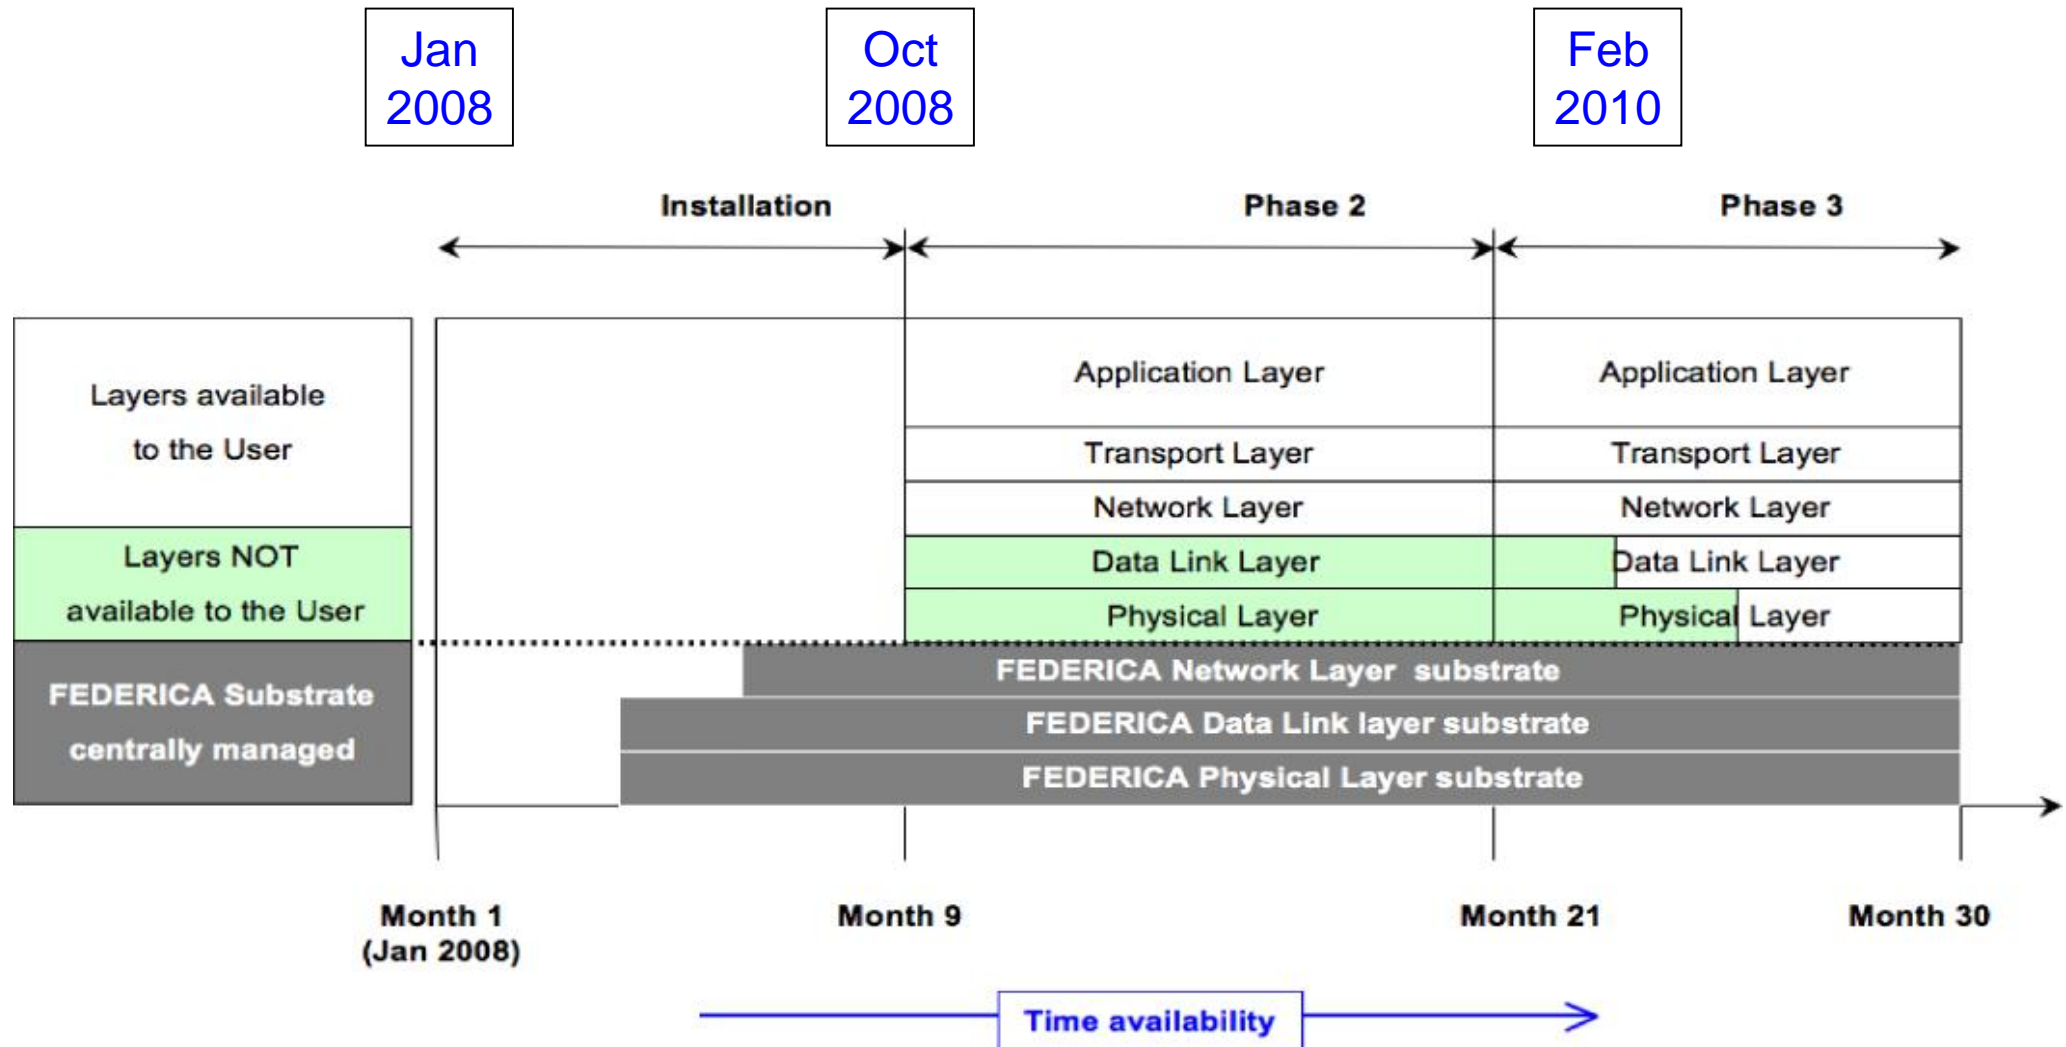 Jan
2008
Oct
2008
Feb
2010
Installation
Phase 2
Phase 3
Layers available
to the User
Layers NOT
available to the User
FEDERICA Substrate
centrally managed
Application Layer
Application Layer
Transport Layer
Transport Layer
Network Layer
Network Layer
Data Link Layer
Data Link Layer
Physical Layer
Physical Layer
FEDERICA Network Layer substrate
FEDERICA Data Link layer substrate
FEDERICA Physical Layer substrate
Month 1
(Jan 2008)
Month 9
Month 21
Month 30
Time availability